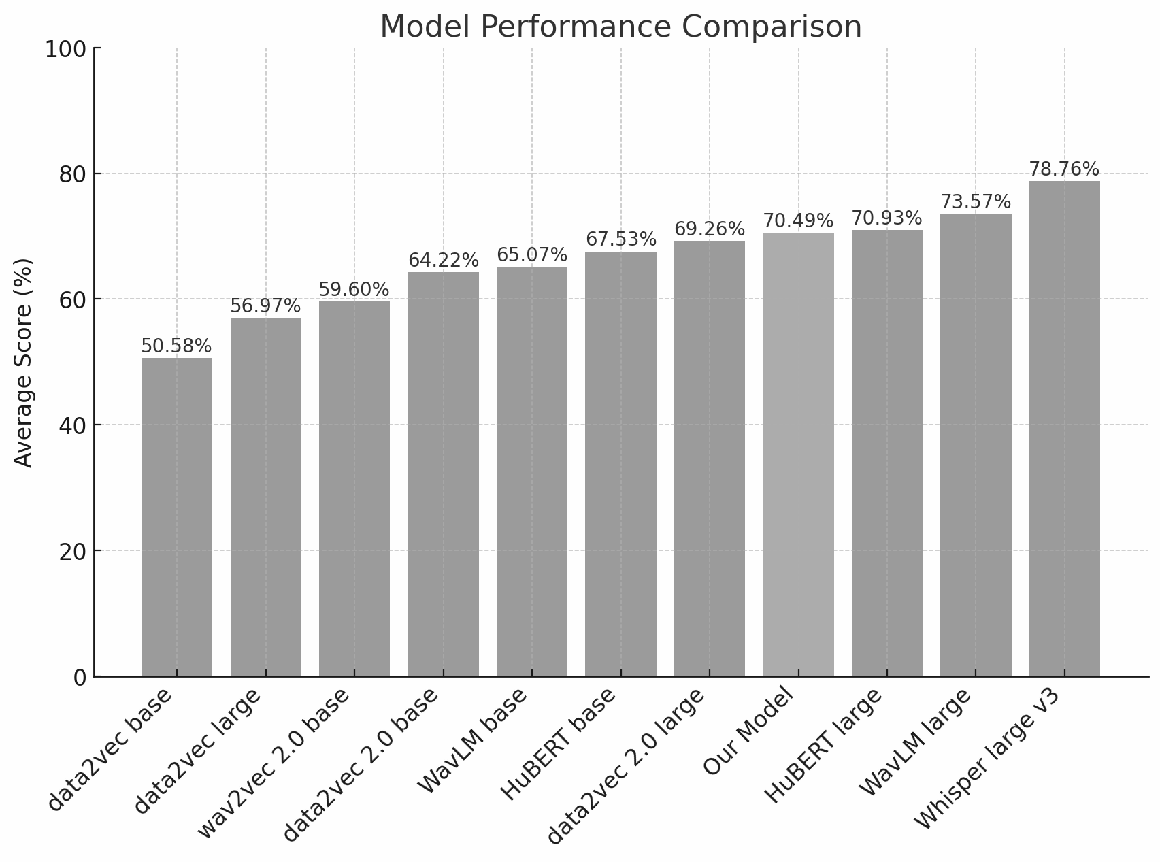 Model Performance Comparison
Average Score (%)
100
80
60
40
20
0
50.58%
56.97%
59.60%
64.22%
65.07%
67.53%
69.26%
70.49%
70.93%
73.57%
78.76%
data2vec base
data2vec large
wav2vec 2.0 base
data2vec 2.0 base
WavLM base
HuBERT base
data2vec 2.0 large
Our Model
HuBERT large
WavLM large
Whisper large v3